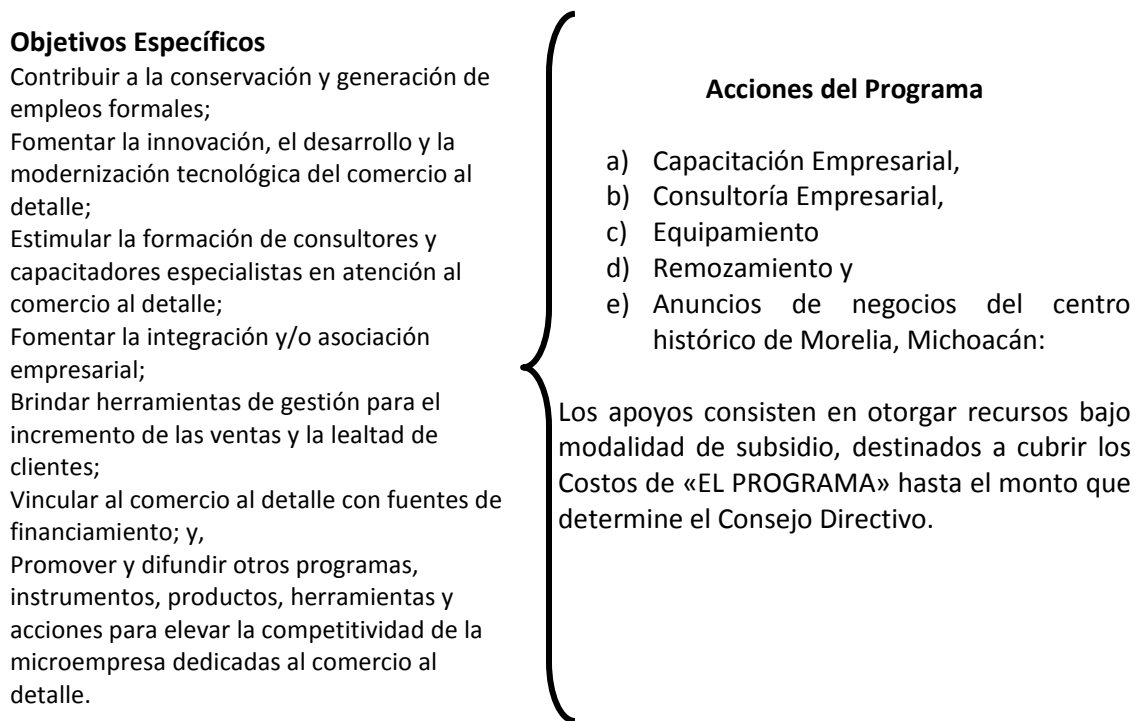 Objetivos Específicos
Contribuir a la conservación y generación de
empleos formales;
Fomentar la innovación, el desarrollo y la
modernización tecnológica del comercio al
detalle;
Estimular la formación de consultores y
capacitadores especialistas en atención al
comercio al detalle;
Fomentar la integración y/o asociación
empresarial;
Brindar herramientas de gestión para el
incremento de las ventas y la lealtad de
clientes;
Vincular al comercio al detalle con fuentes de
financiamiento; y,
Promover y difundir otros programas,
instrumentos, productos, herramientas y
acciones para elevar la competitividad de la
microempresa dedicadas al comercio al
detalle.
Acciones del Programa
a) Capacitación Empresarial,
b) Consultoría Empresarial,
c) Equipamiento
d) Remozamiento y
e) Anuncios de negocios del centro
histórico de Morelia, Michoacán:
Los apoyos consisten en otorgar recursos bajo
modalidad de subsidio, destinados a cubrir los
Costos de «EL PROGRAMA» hasta el monto que
determine el Consejo Directivo.